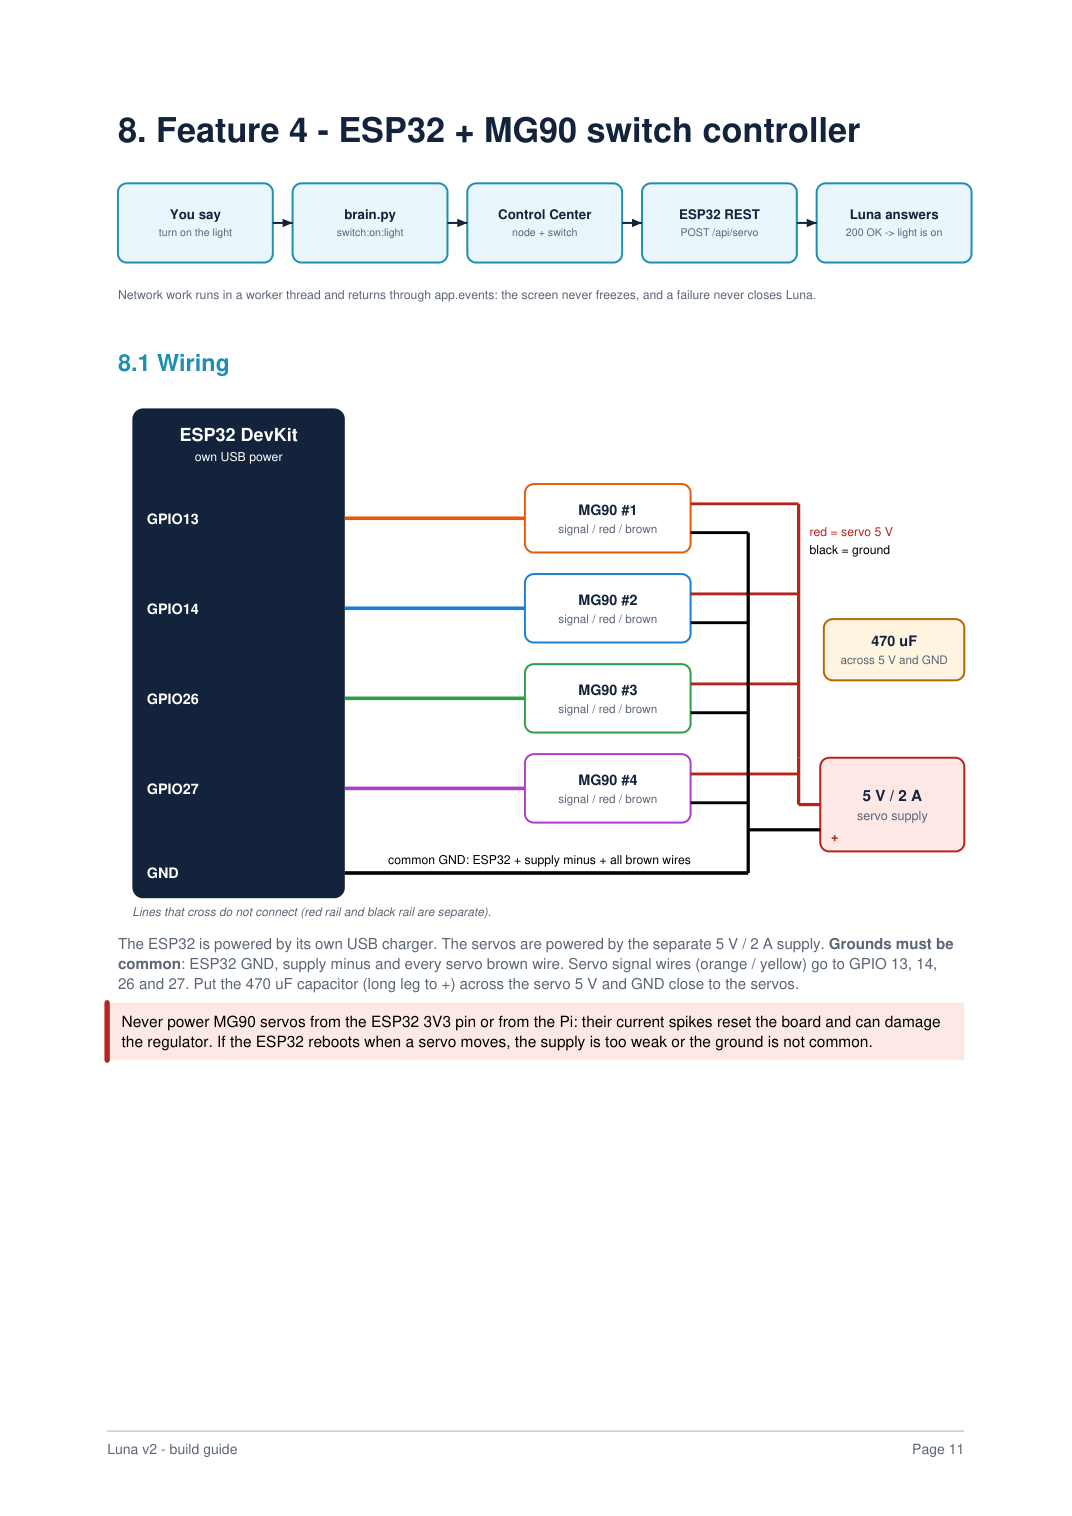 8. Feature 4 - ESP32 + MG90 switch controller
You say
turn on the light
brain.py
switch:on:light
Control Center
node + switch
ESP32 REST
POST /api/servo
Luna answers
200 OK -> light is on
Network work runs in a worker thread and returns through app.events: the screen never freezes, and a failure never closes Luna.
8.1 Wiring
ESP32 DevKit
own USB power
GPIO13
MG90 #1
signal / red / brown
red = servo 5 V
black = ground
GPIO14
MG90 #2
signal / red / brown
470 uF
across 5 V and GND
GPIO26
MG90 #3
signal / red / brown
GPIO27
MG90 #4
signal / red / brown
5 V / 2 A
servo supply
+
common GND: ESP32 + supply minus + all brown wires
GND
Lines that cross do not connect (red rail and black rail are separate).
The ESP32 is powered by its own USB charger. The servos are powered by the separate 5 V / 2 A supply. Grounds must be
common: ESP32 GND, supply minus and every servo brown wire. Servo signal wires (orange / yellow) go to GPIO 13, 14,
26 and 27. Put the 470 uF capacitor (long leg to +) across the servo 5 V and GND close to the servos.
Never power MG90 servos from the ESP32 3V3 pin or from the Pi: their current spikes reset the board and can damage
the regulator. If the ESP32 reboots when a servo moves, the supply is too weak or the ground is not common.
Luna v2 - build guide
Page 11